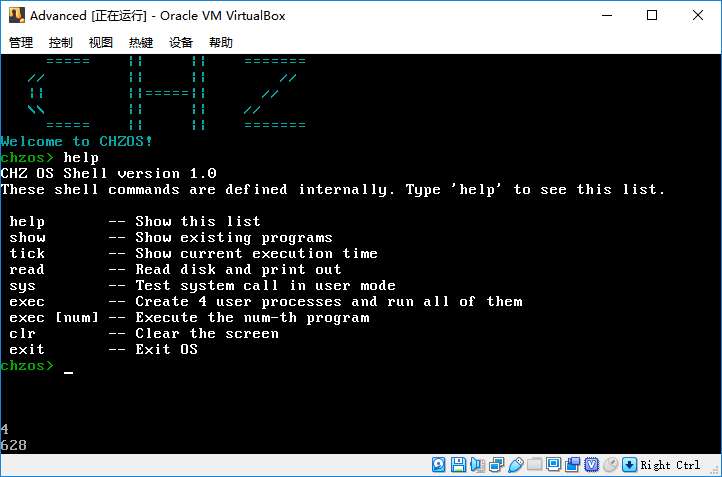 Advanced [正在运行] - Oracle VM VirtualBox
管理 控制 视图 热键 设备 帮助
=====    ||     ||    =======
//         ||     ||        //
||         ||=====||      //
\\         ||     ||    //
=====    ||     ||    =======
Welcome to CHZOS!
chzos> help
CHZ OS Shell version 1.0
These shell commands are defined internally. Type 'help' to see this list.
help       -- Show this list
show       -- Show existing programs
tick       -- Show current execution time
read       -- Read disk and print out
sys        -- Test system call in user mode
exec       -- Create 4 user processes and run all of them
exec [num] -- Execute the num-th program
clr        -- Clear the screen
exit       -- Exit OS
chzos> _
4
628
Right Ctrl